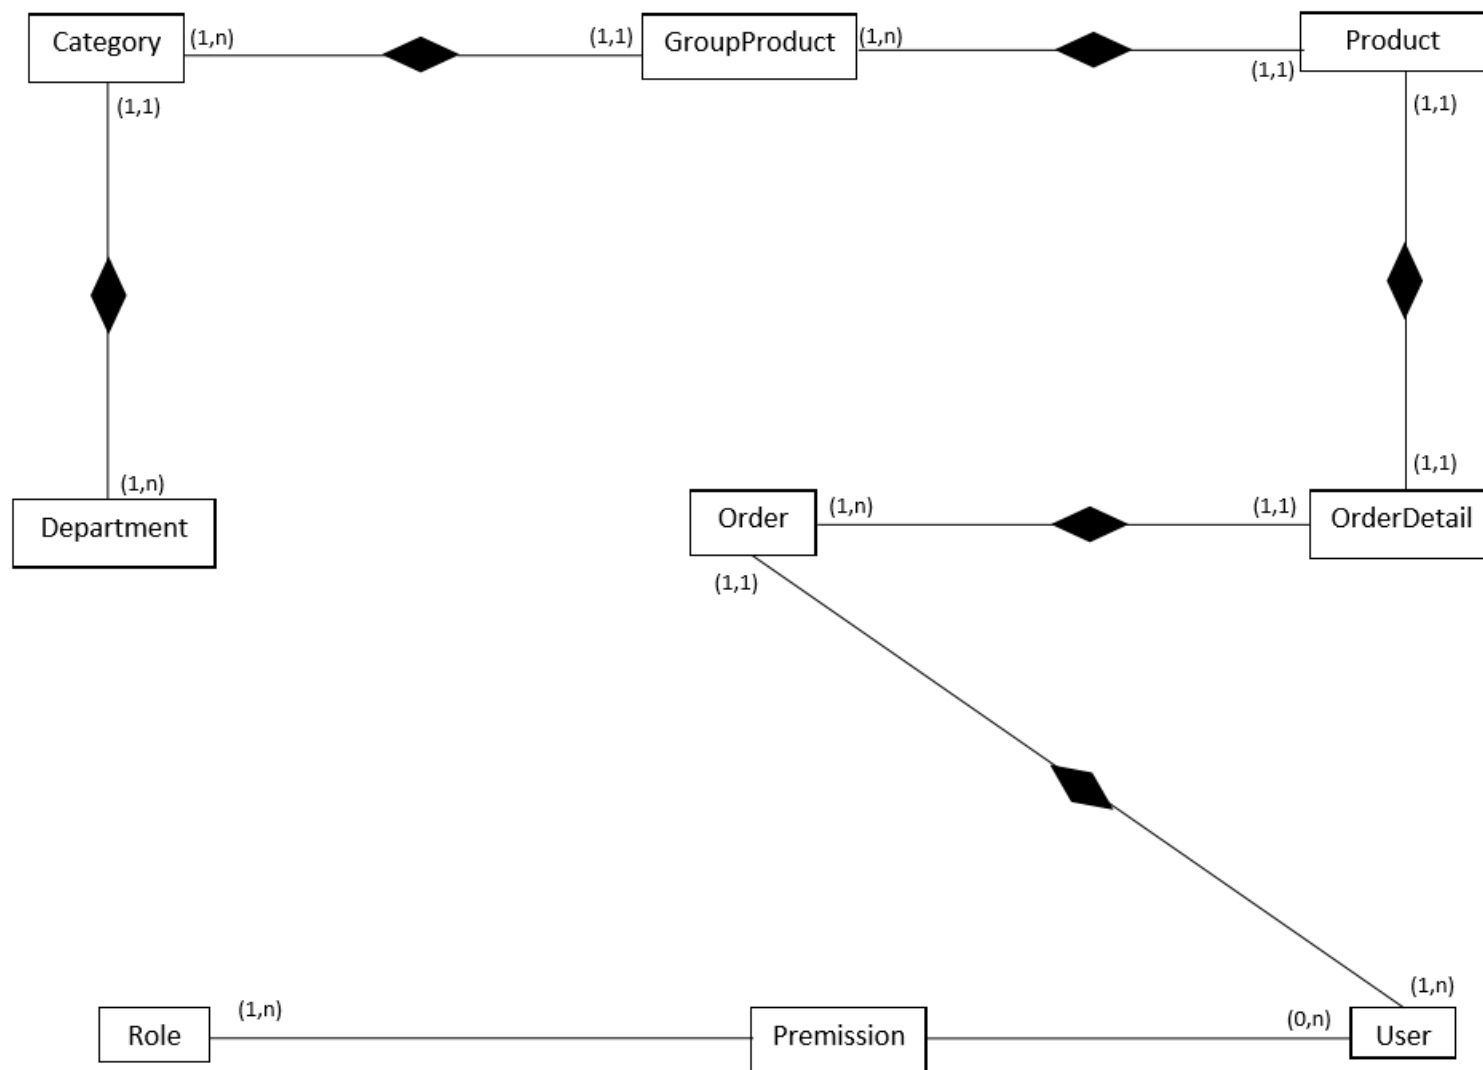 Category (1,n) (1,1) GroupProduct (1,n) (1,1) Product
(1,1) (1,1)
(1,n) (1,1)
Department Order (1,n) (1,1) OrderDetail
(1,1)
(1,n)
Role (1,n) Premission (0,n) User